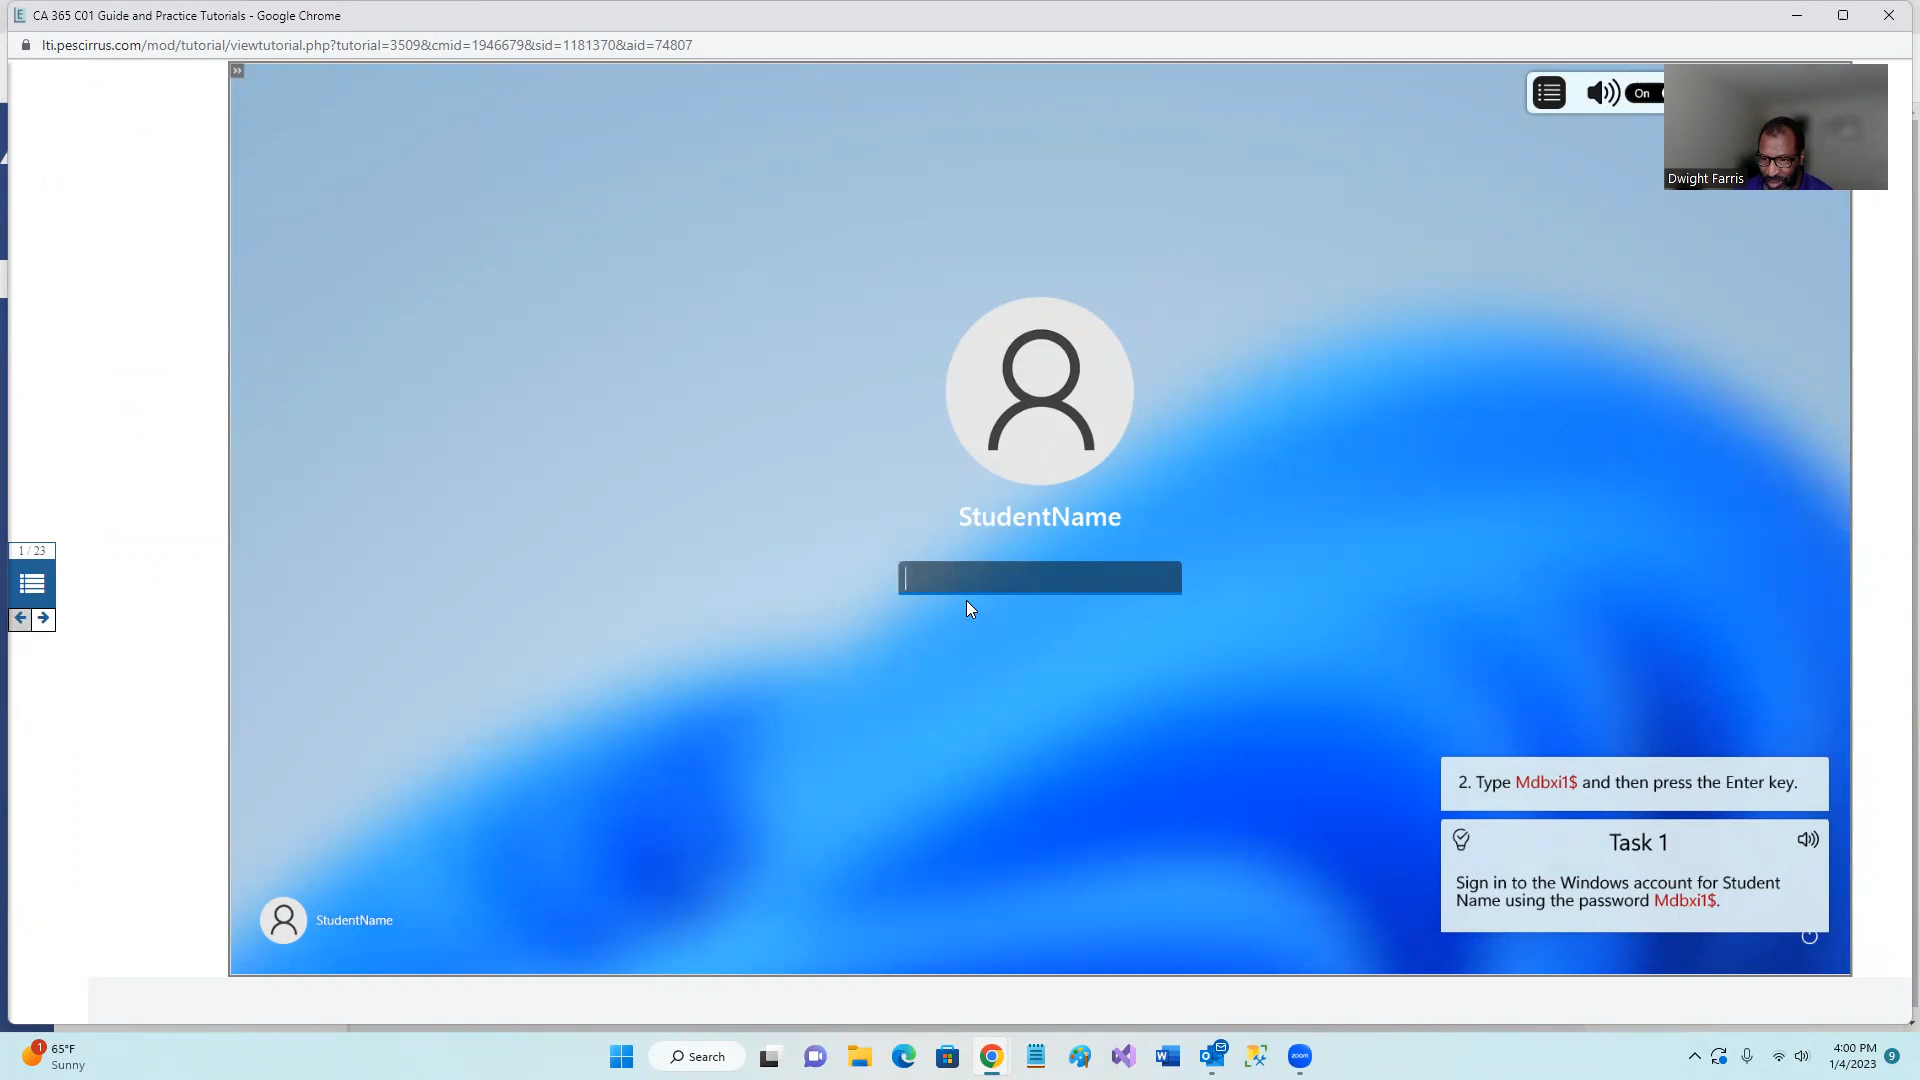 CA 365 C01 Guide and Practice Tutorials - Google Chrome
lti.pescirrus.com/mod/tutorial/viewtutorial.php?tutorial=3509&cmid=1946679&sid=1181370&aid=74807
On
Dwight Farris
StudentName
1 / 23
2. Type Mdbxi1$ and then press the Enter key.
Task 1
Sign in to the Windows account for Student
Name using the password Mdbxi1$.
StudentName
1
65°F
Sunny
Search
zoom
4:00 PM
1/4/2023
9